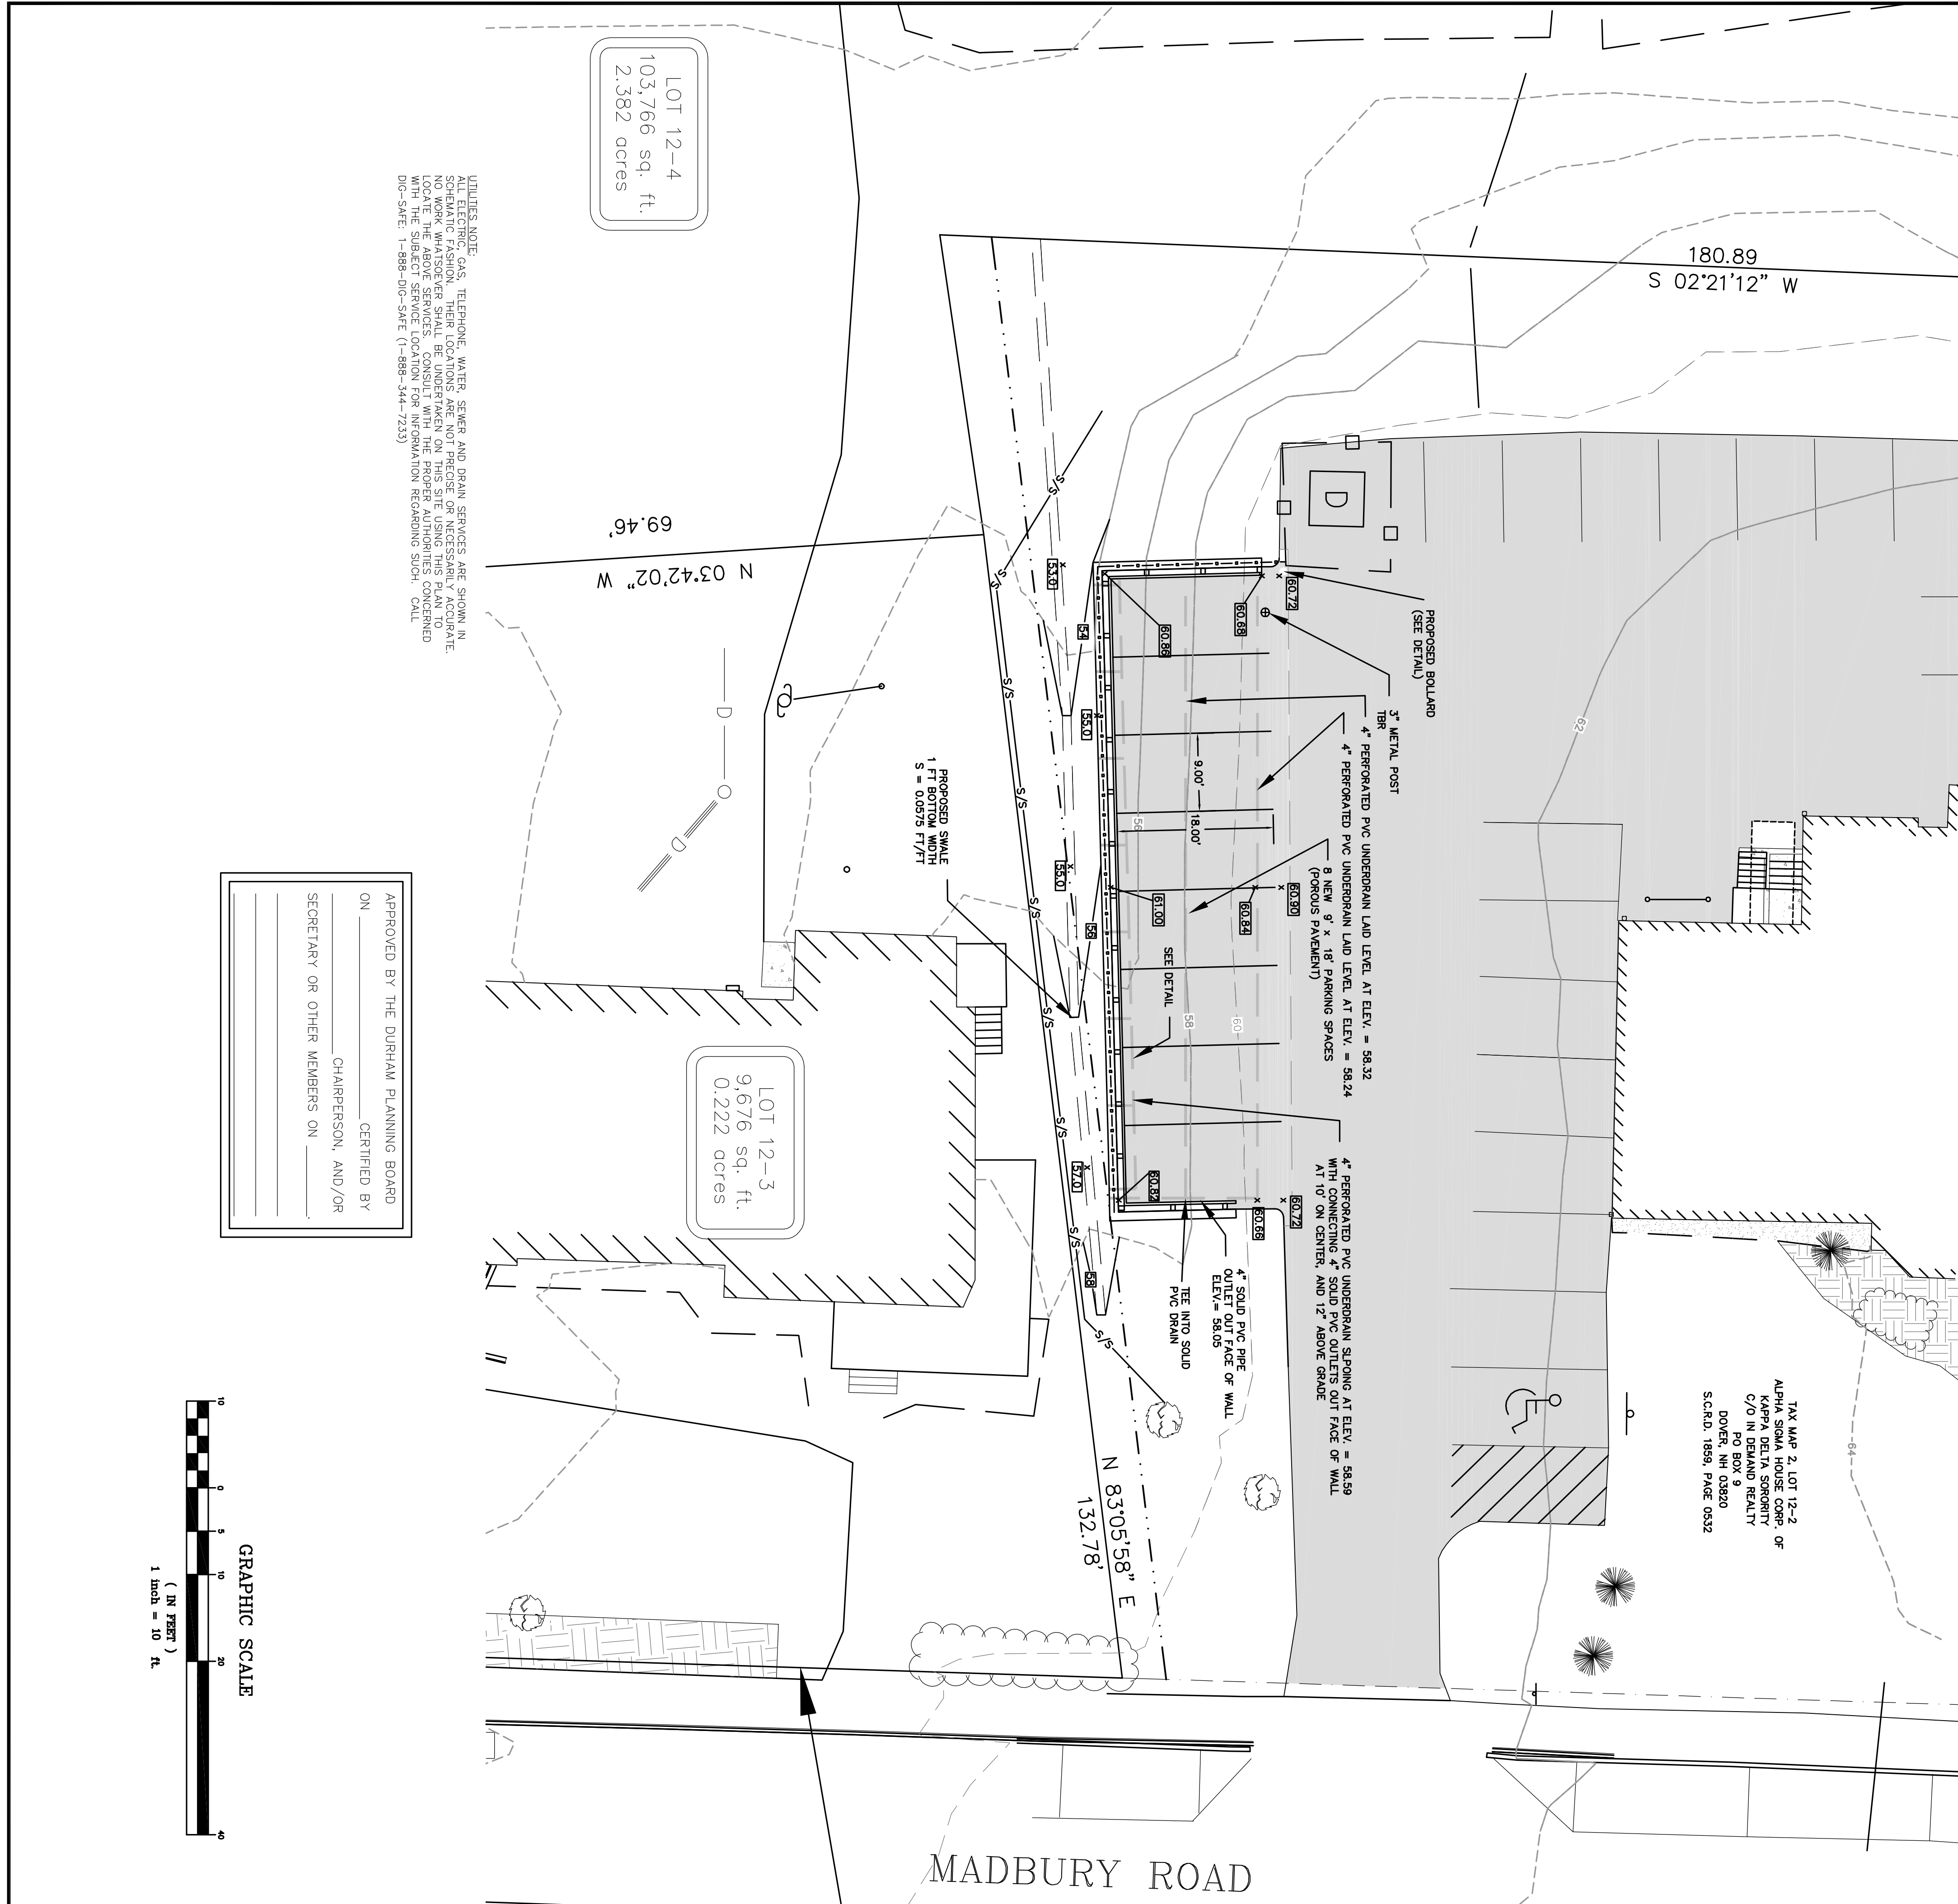 180.89
S 02°21'12" W
LOT 12-4
103,766 sq. ft.
2.382 acres
UTILITIES NOTE:
ALL ELECTRIC, GAS, TELEPHONE, WATER, SEWER AND DRAIN SERVICES ARE SHOWN IN
SCHEMATIC FASHION. THEIR LOCATIONS ARE NOT PRECISE OR NECESSARILY ACCURATE.
NO WORK WHATSOEVER SHALL BE UNDERTAKEN ON THIS SITE USING THIS PLAN TO
LOCATE THE ABOVE SERVICES. CONSULT WITH THE PROPER AUTHORITIES CONCERNED
WITH THE SUBJECT SERVICE LOCATION FOR INFORMATION REGARDING SUCH. CALL
DIG-SAFE: 1-888-DIG-SAFE (1-888-344-7233)
69.46'
N 03°42'02" W
D
PROPOSED BOLLARD
(SEE DETAIL)
3" METAL POST
TBR
4" PERFORATED PVC UNDERDRAIN LAID LEVEL AT ELEV. = 58.32
4" PERFORATED PVC UNDERDRAIN LAID LEVEL AT ELEV. = 58.24
8 NEW 9' x 18' PARKING SPACES
(POROUS PAVEMENT)
60.72
60.68
60.86
53.0
54
55.0
55.0
56
57.0
58
9.00'
18.00'
60.90
60.84
61.00
60.72
60.66
60.82
56
58
60
62
64
SEE DETAIL
PROPOSED SWALE
1 FT BOTTOM WIDTH
S = 0.0575 FT/FT
4" PERFORATED PVC UNDERDRAIN SLPOING AT ELEV. = 58.59
WITH CONNECTING 4" SOLID PVC OUTLETS OUT FACE OF WALL
AT 10' ON CENTER, AND 12" ABOVE GRADE
4" SOLID PVC PIPE
OUTLET OUT FACE OF WALL
ELEV.= 58.05
TEE INTO SOLID
PVC DRAIN
S/S
S/S
S/S
S/S
S/S
S/S
S/S
S/S
S/S
S/S
D
D
LOT 12-3
9,676 sq. ft.
0.222 acres
N 83°05'58" E
132.78'
TAX MAP 2, LOT 12-2
ALPHA SIGMA HOUSE CORP. OF
KAPPA DELTA SORORITY
C/O IN DEMAND REALTY
PO BOX 9
DOVER, NH 03820
S.C.R.D. 1859, PAGE 0532
APPROVED BY THE DURHAM PLANNING BOARD
ON CERTIFIED BY
CHAIRPERSON, AND/OR
SECRETARY OR OTHER MEMBERS ON .
GRAPHIC SCALE
10 0 5 10 20 40
( IN FEET )
1 inch = 10 ft.
MADBURY ROAD